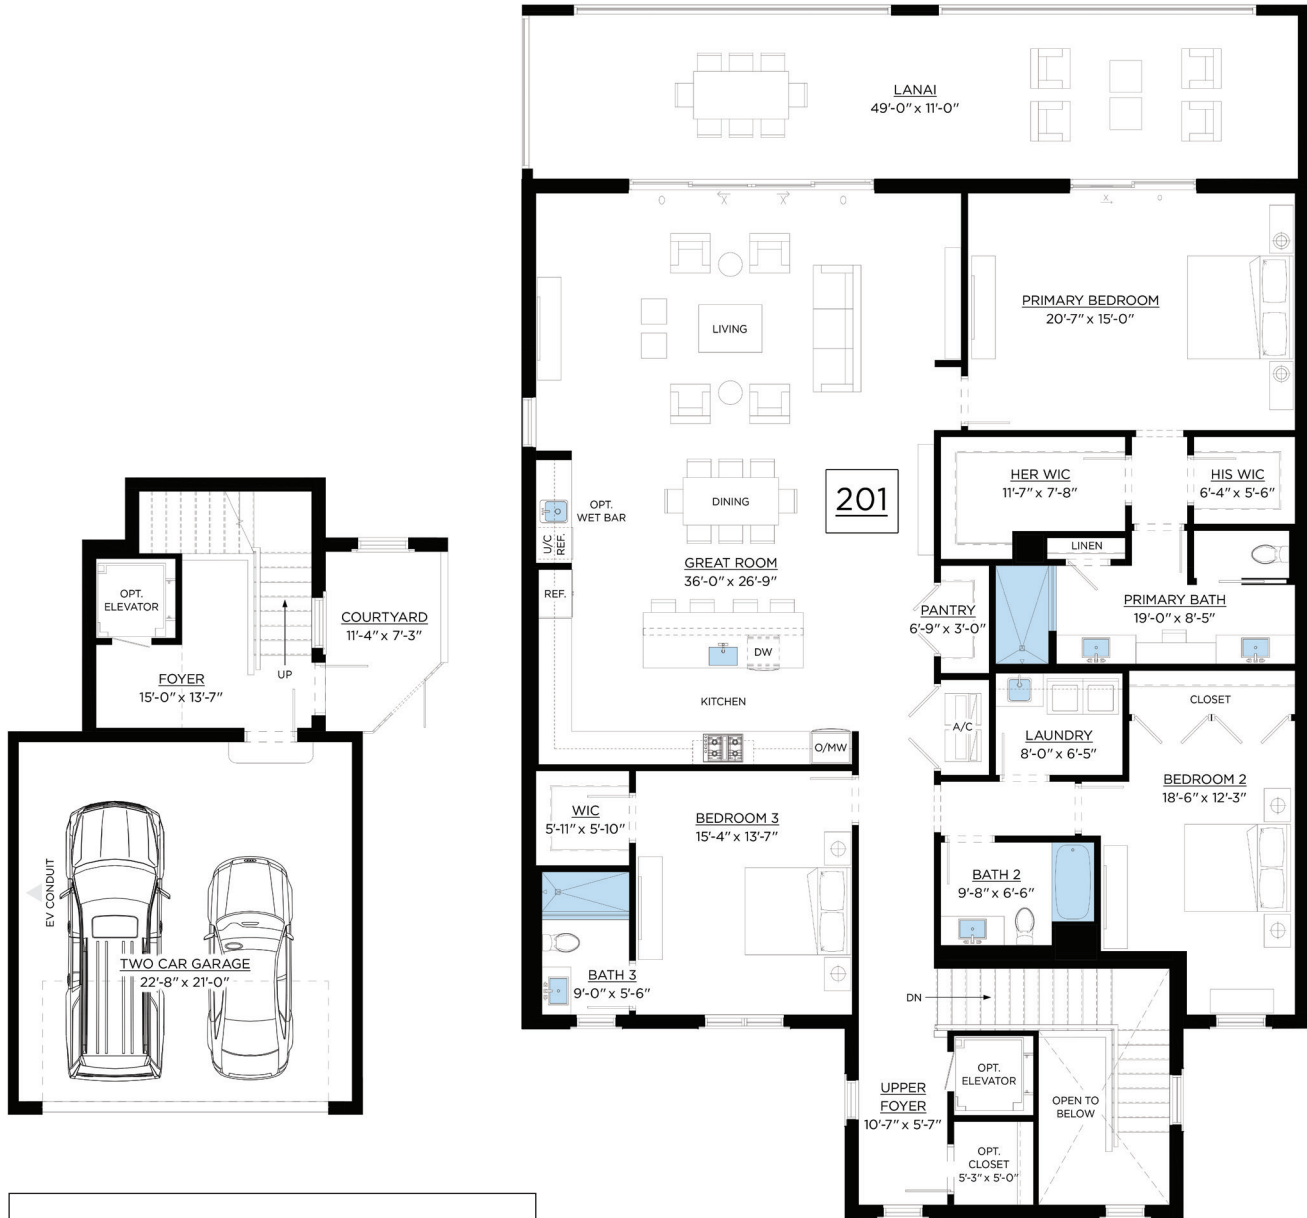 LANAI
49'-0" x 11'-0"
O
X
X
O
X
O
PRIMARY BEDROOM
20'-7" x 15'-0"
LIVING
HER WIC
11'-7" x 7'-8"
HIS WIC
6'-4" x 5'-6"
DINING
201
OPT.
WET BAR
U/C
REF.
LINEN
GREAT ROOM
36'-0" x 26'-9"
REF.
PANTRY
6'-9" x 3'-0"
PRIMARY BATH
19'-0" x 8'-5"
DW
KITCHEN
O/MW
A/C
CLOSET
LAUNDRY
8'-0" x 6'-5"
BEDROOM 2
18'-6" x 12'-3"
WIC
5'-11" x 5'-10"
BEDROOM 3
15'-4" x 13'-7"
BATH 2
9'-8" x 6'-6"
BATH 3
9'-0" x 5'-6"
DN
UPPER
FOYER
10'-7" x 5'-7"
OPT.
ELEVATOR
OPEN TO
BELOW
OPT.
CLOSET
5'-3" x 5'-0"
OPT.
ELEVATOR
COURTYARD
11'-4" x 7'-3"
FOYER
15'-0" x 13'-7"
UP
EV CONDUIT
TWO CAR GARAGE
22'-8" x 21'-0"